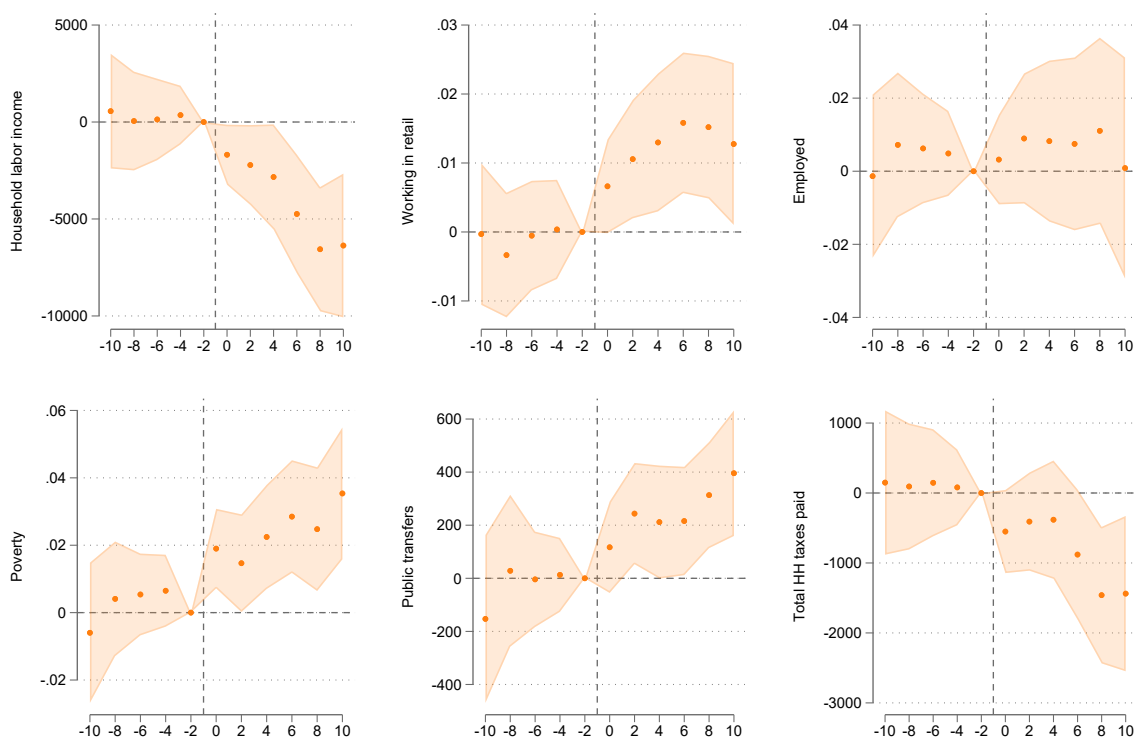 Household labor income
5000
0
-5000
-10000
-10 -8 -6 -4 -2 0 2 4 6 8 10
Working in retail
.03
.02
.01
0
-.01
-10 -8 -6 -4 -2 0 2 4 6 8 10
Employed
.04
.02
0
-.02
-.04
-10 -8 -6 -4 -2 0 2 4 6 8 10
Poverty
.06
.04
.02
0
-.02
-10 -8 -6 -4 -2 0 2 4 6 8 10
Public transfers
600
400
200
0
-200
-400
-10 -8 -6 -4 -2 0 2 4 6 8 10
Total HH taxes paid
1000
0
-1000
-2000
-3000
-10 -8 -6 -4 -2 0 2 4 6 8 10